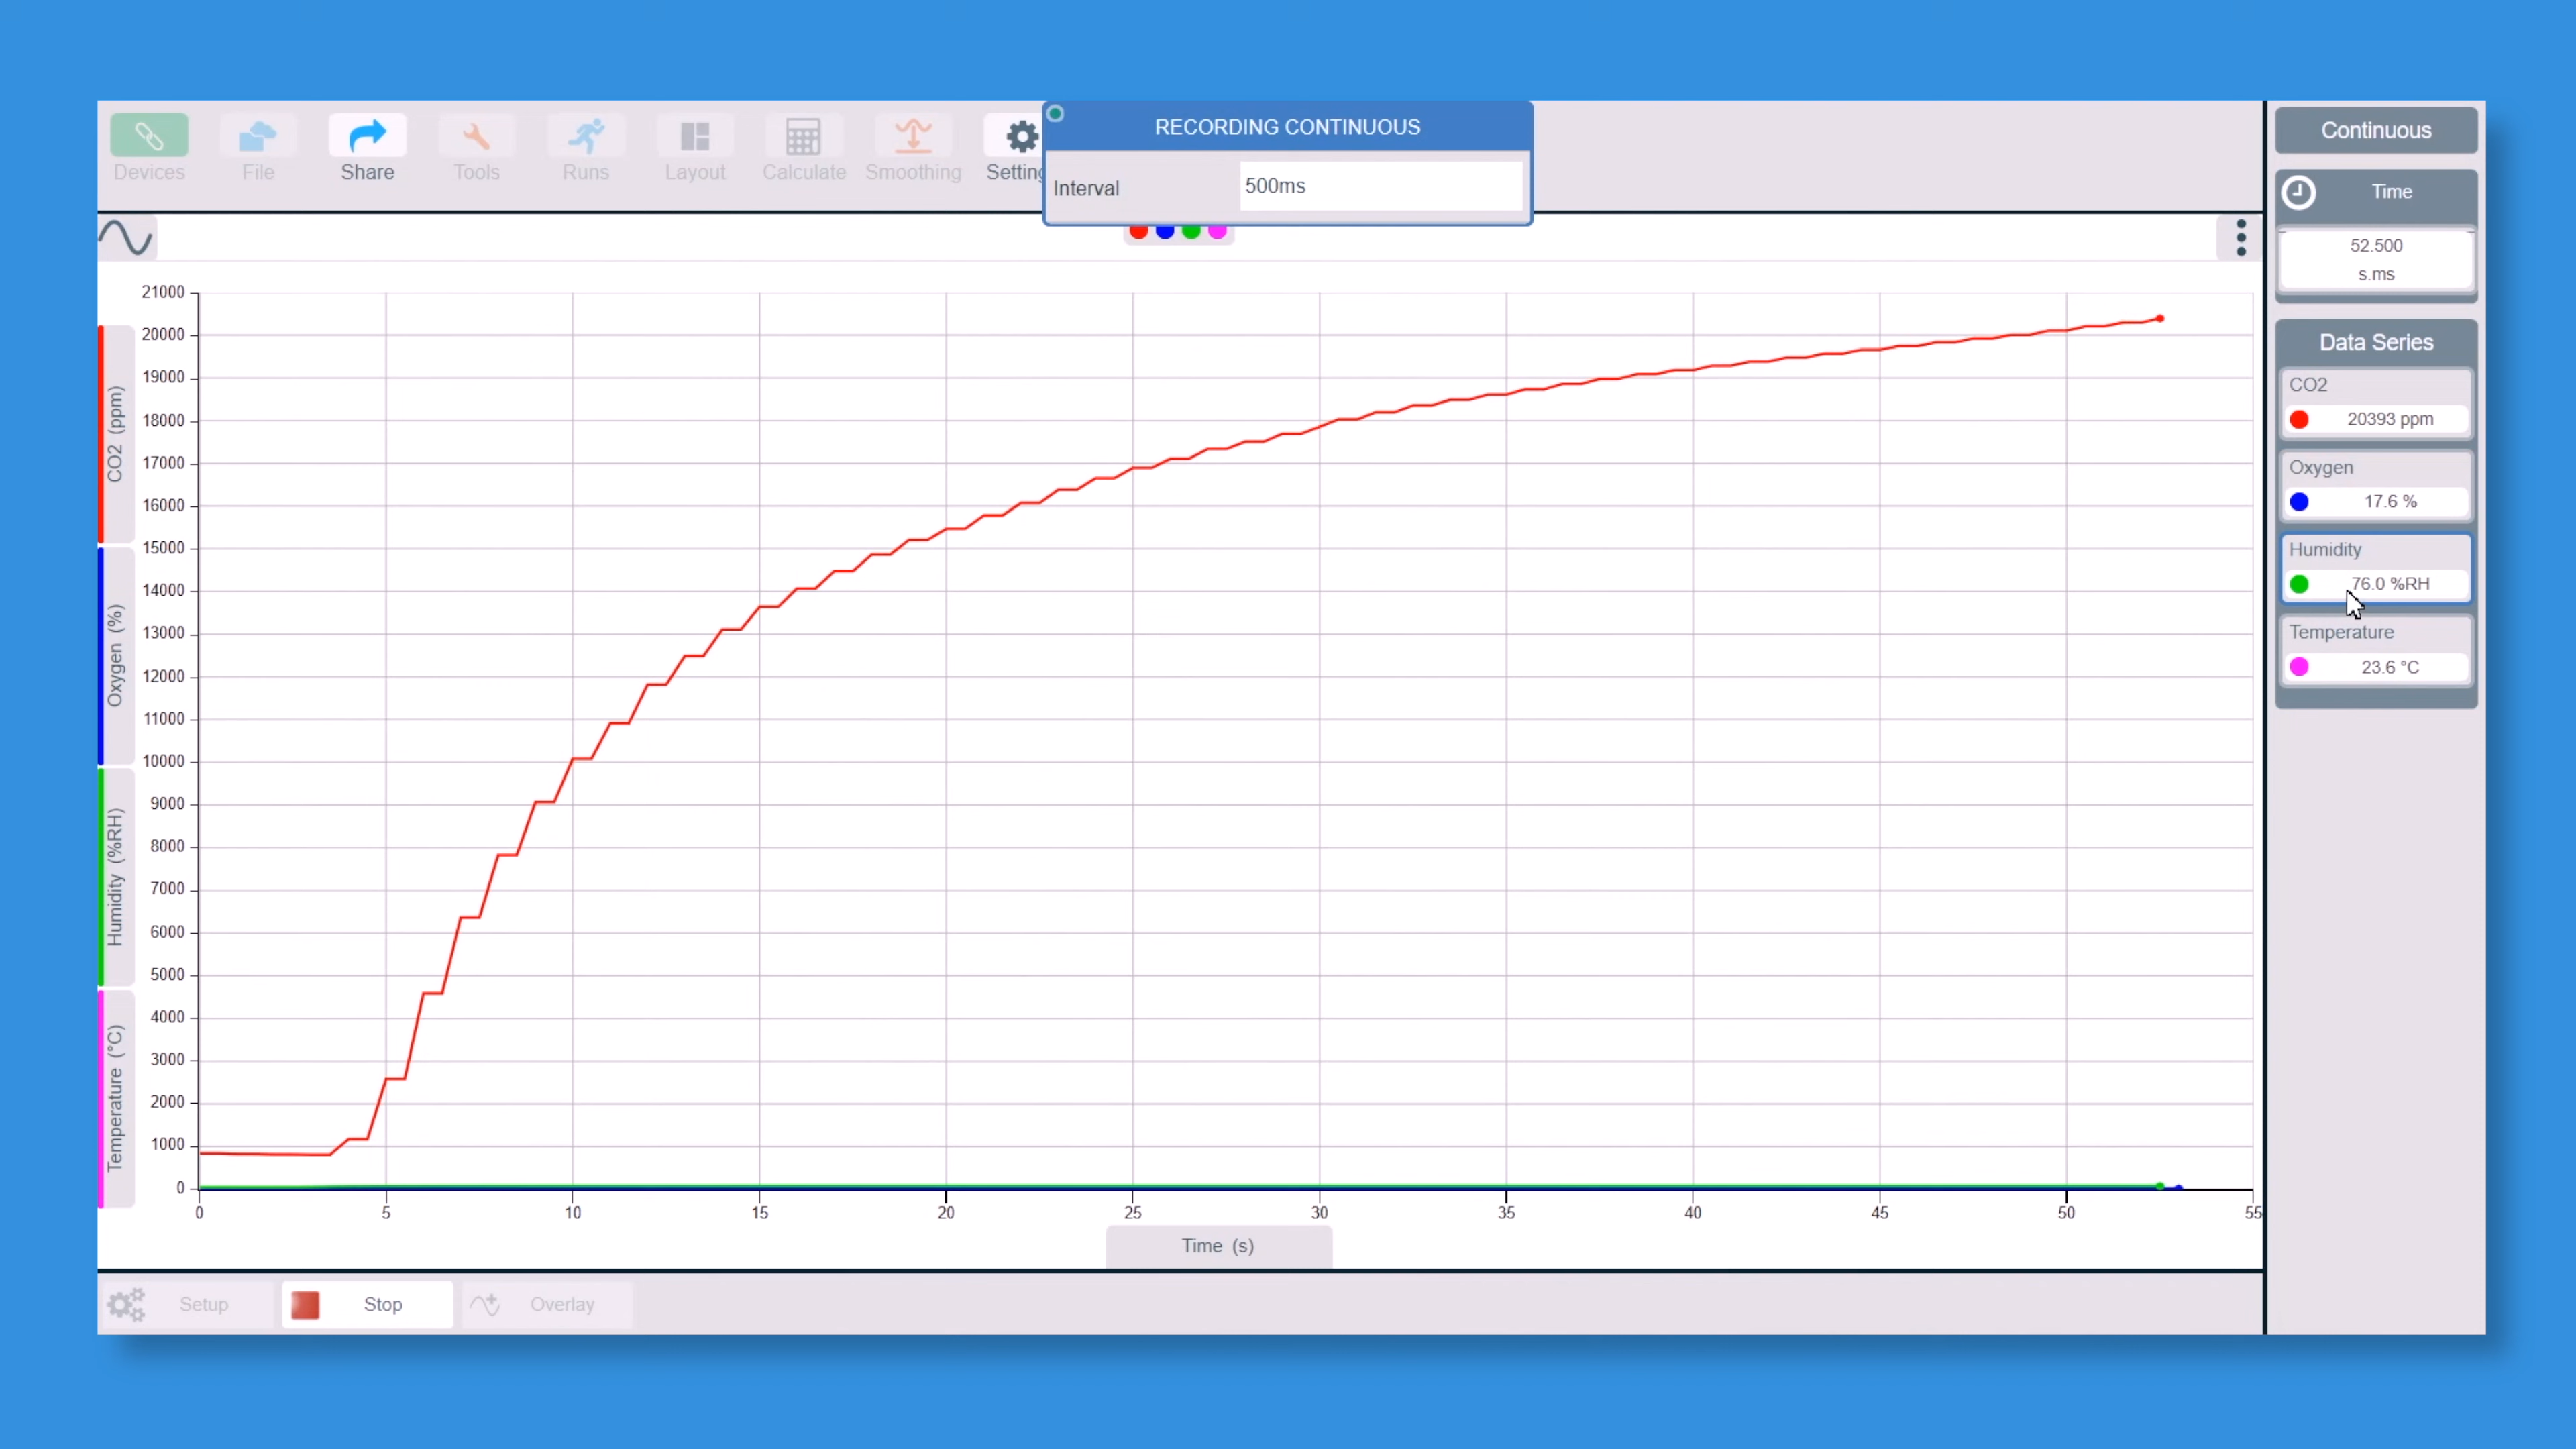 Devices
File
Share
Tools
Runs
Layout
Calculate
Smoothing
Setting
RECORDING CONTINUOUS
Interval
500ms
Continuous
Time
52.500
s.ms
Data Series
CO2
20393 ppm
Oxygen
17.6 %
Humidity
76.0 %RH
Temperature
23.6 °C
CO2 (ppm)
Oxygen (%)
Humidity (%RH)
Temperature (°C)
21000
20000
19000
18000
17000
16000
15000
14000
13000
12000
11000
10000
9000
8000
7000
6000
5000
4000
3000
2000
1000
0
0 5 10 15 20 25 30 35 40 45 50 55
Time (s)
Setup
Stop
Overlay